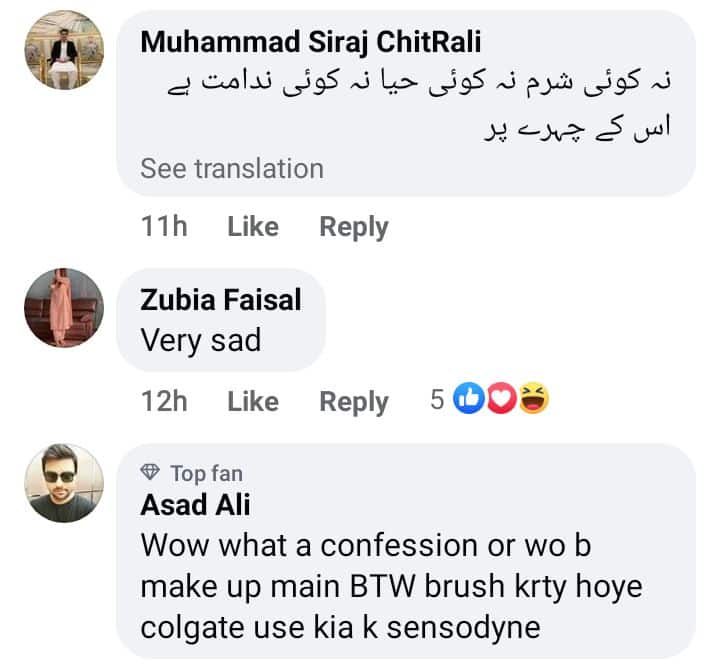 Muhammad Siraj ChitRali
نہ کوئی شرم نہ کوئی حیا نہ کوئی ندامت ہے
اس کے چہرے پر
See translation
11h Like Reply
Zubia Faisal
Very sad
12h Like Reply 5
Top fan
Asad Ali
Wow what a confession or wo b
make up main BTW brush krty hoye
colgate use kia k sensodyne